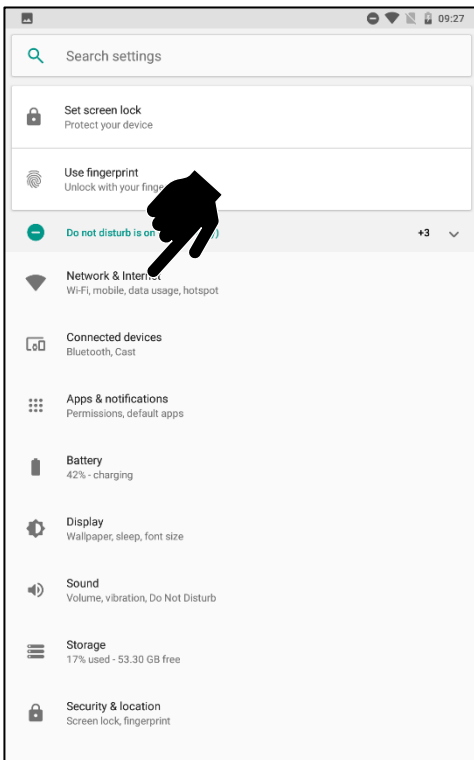 09:27
Search settings
Set screen lock
Protect your device
Use fingerprint
Unlock with your
Do not disturb is on
+3
Network & Internet
Wi-Fi, mobile, data usage, hotspot
Connected devices
Bluetooth, Cast
Apps & notifications
Permissions, default apps
Battery
42% - charging
Display
Wallpaper, sleep, font size
Sound
Volume, vibration, Do Not Disturb
Storage
17% used - 53.30 GB free
Security & location
Screen lock, fingerprint